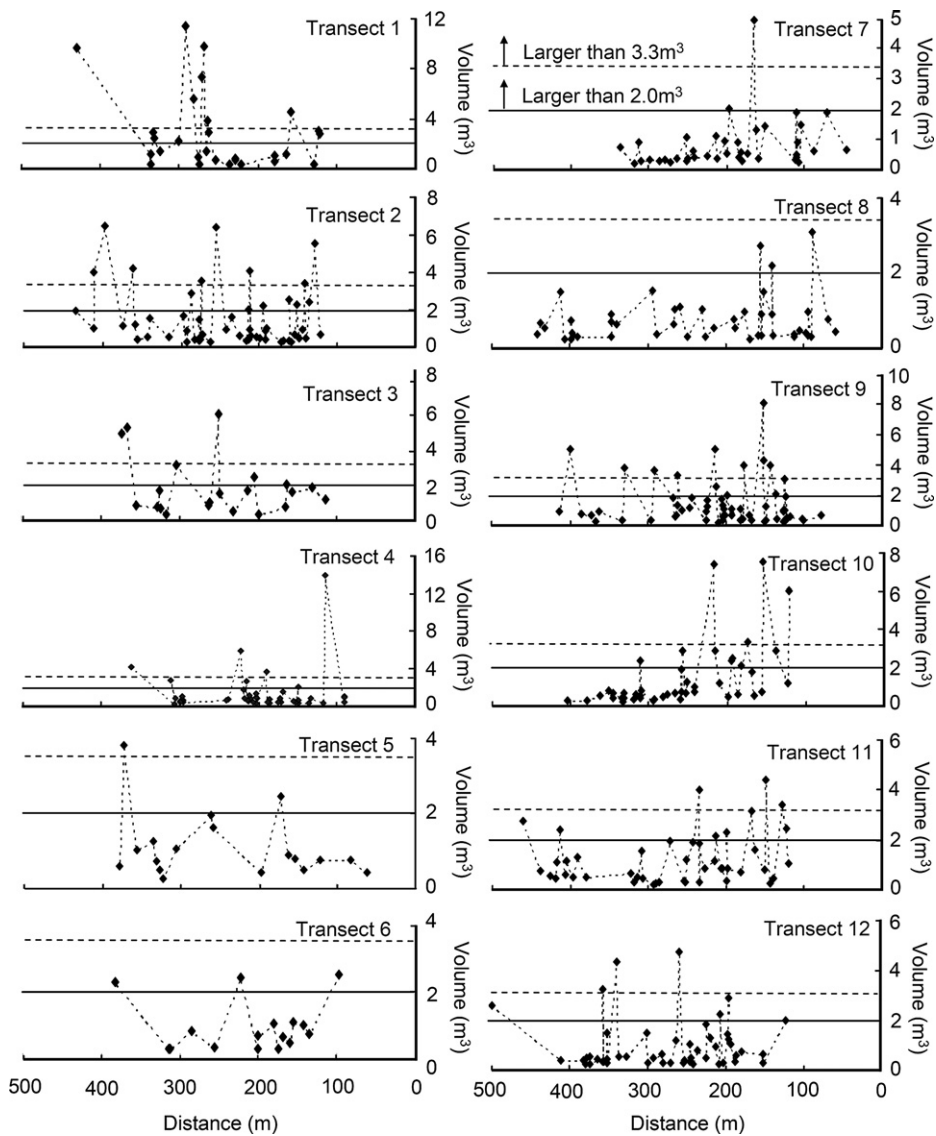 Transect 1
12
8
4
0
Volume (m³)
Transect 2
8
6
4
2
0
Volume (m³)
Transect 3
8
6
4
2
0
Volume (m³)
Transect 4
16
12
8
4
0
Volume (m³)
Transect 5
4
2
0
Volume (m³)
Transect 6
4
2
0
Volume (m³)
500 400 300 200 100 0
Distance (m)
Transect 7
Larger than 3.3m³
Larger than 2.0m³
5
4
3
2
1
0
Volume (m³)
Transect 8
4
2
0
Volume (m³)
Transect 9
10
8
6
4
2
0
Volume (m³)
Transect 10
8
6
4
2
0
Volume (m³)
Transect 11
6
4
2
0
Volume (m³)
Transect 12
6
4
2
0
Volume (m³)
500 400 300 200 100 0
Distance (m)